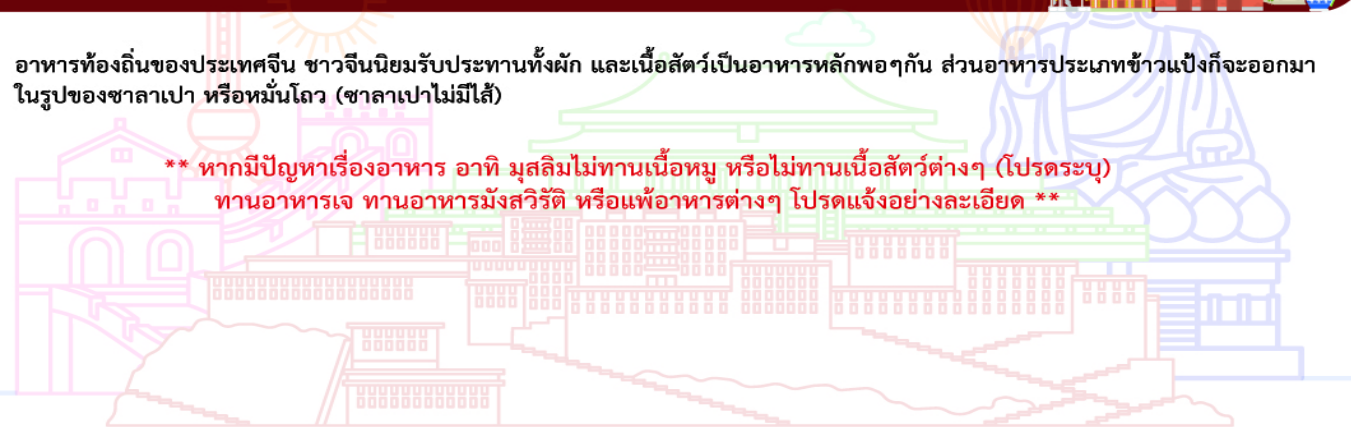 อาหารท้องถิ่นของประเทศจีน ชาวจีนนิยมรับประทานทั้งผัก และเนื้อสัตว์เป็นอาหารหลักพอๆกัน ส่วนอาหารประเภทข้าวแป้งก็จะออกมา
ในรูปของซาลาเปา หรือหมั่นโถว (ซาลาเปาไม่มีไส้)
** หากมีปัญหาเรื่องอาหาร อาทิ มุสลิมไม่ทานเนื้อหมู หรือไม่ทานเนื้อสัตว์ต่างๆ (โปรดระบุ)
ทานอาหารเจ ทานอาหารมังสวิรัติ หรือแพ้อาหารต่างๆ โปรดแจ้งอย่างละเอียด **